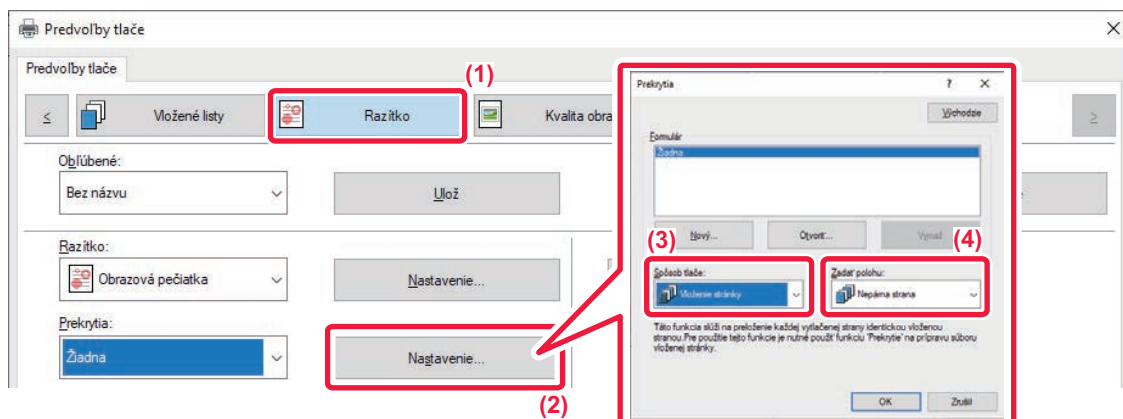 Predvoľby tlače
Predvoľby tlače
(1)
<
Vložené listy
Razítko
Kvalita obra
>
Obľúbené:
Bez názvu
Ulož
Razítko:
Obrazová pečiatka
Nastavenie...
Prekrytia:
Žiadna
Nastavenie...
(2)
Prekrytia
?
Východzie
Formulár
Žiadna
Nový...
Otvoriť...
Vymaž
(3)
(4)
Spôsob tlače:
Zadať polohu:
Vloženie stránky
Nepárna strana
Táto funkcia slúži na preloženie každej vytlačenej strany identickou vloženou
stranou.Pre použitie tejto funkcie je nutné použiť funkciu 'Prekrytie' na prípravu súboru
vloženej stránky.
OK
Zrušiť